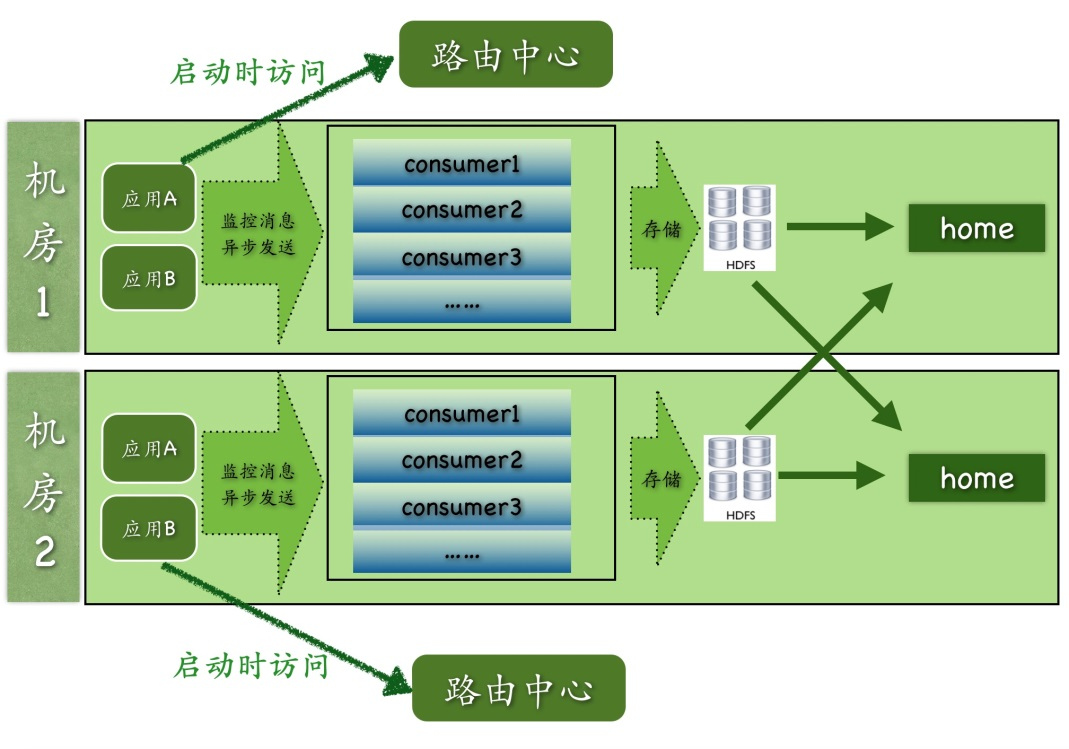 路由中心
启动时访问
机
房
1
应用A
应用B
监控消息
异步发送
consumer1
consumer2
consumer3
……
存储
HDFS
home
机
房
2
应用A
应用B
监控消息
异步发送
consumer1
consumer2
consumer3
……
存储
HDFS
home
启动时访问
路由中心